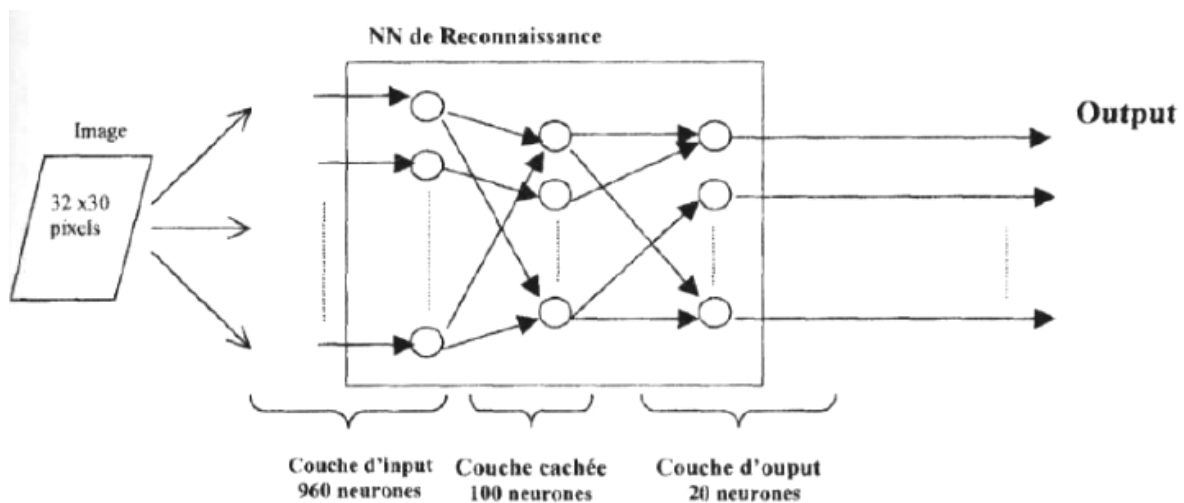 NN de Reconnaissance
Output
Image
32 x30
pixels
Couche d'input
960 neurones
Couche cachée
100 neurones
Couche d'ouput
20 neurones